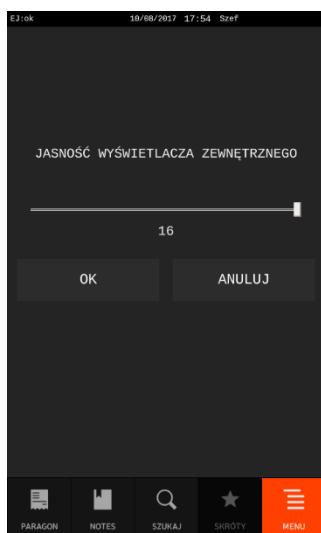 EJ:ok 10/08/2017 17:54 Szef
JASNOŚĆ WYŚWIETLACZA ZEWNĘTRZNEGO
16
OK ANULUJ
PARAGON NOTES SZUKAJ SKRÓTY MENU